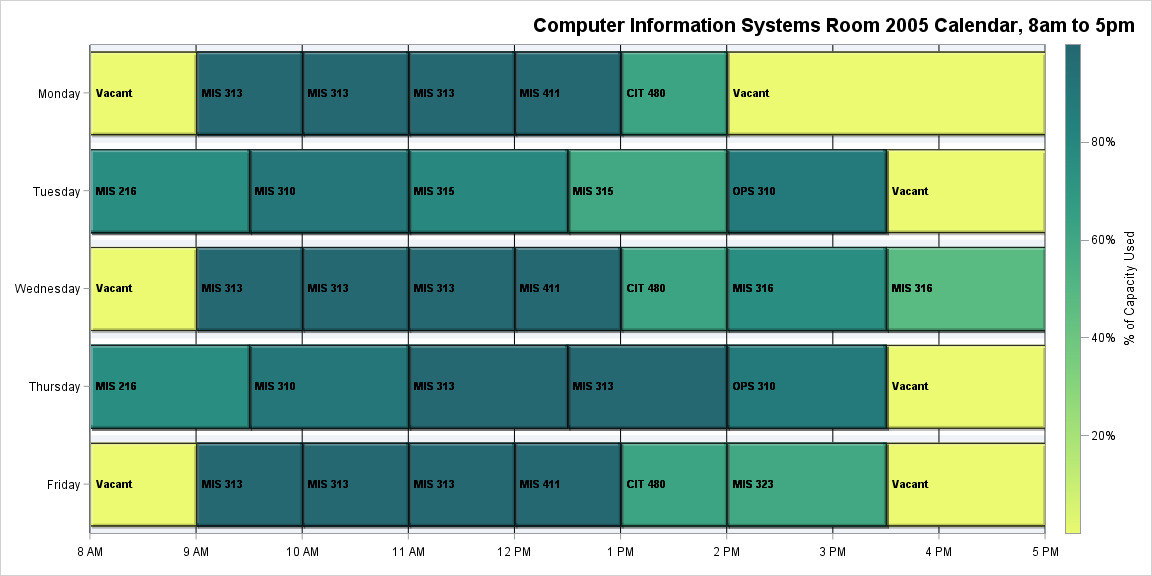 Computer Information Systems Room 2005 Calendar, 8am to 5pm
Monday Vacant MIS 313 MIS 313 MIS 313 MIS 411 CIT 480 Vacant
Tuesday MIS 216 MIS 310 MIS 315 MIS 315 OPS 310 Vacant
Wednesday Vacant MIS 313 MIS 313 MIS 313 MIS 411 CIT 480 MIS 316 MIS 316
Thursday MIS 216 MIS 310 MIS 313 MIS 313 OPS 310 Vacant
Friday Vacant MIS 313 MIS 313 MIS 313 MIS 411 CIT 480 MIS 323 Vacant
8 AM 9 AM 10 AM 11 AM 12 PM 1 PM 2 PM 3 PM 4 PM 5 PM
80%
60%
40%
20%
% of Capacity Used